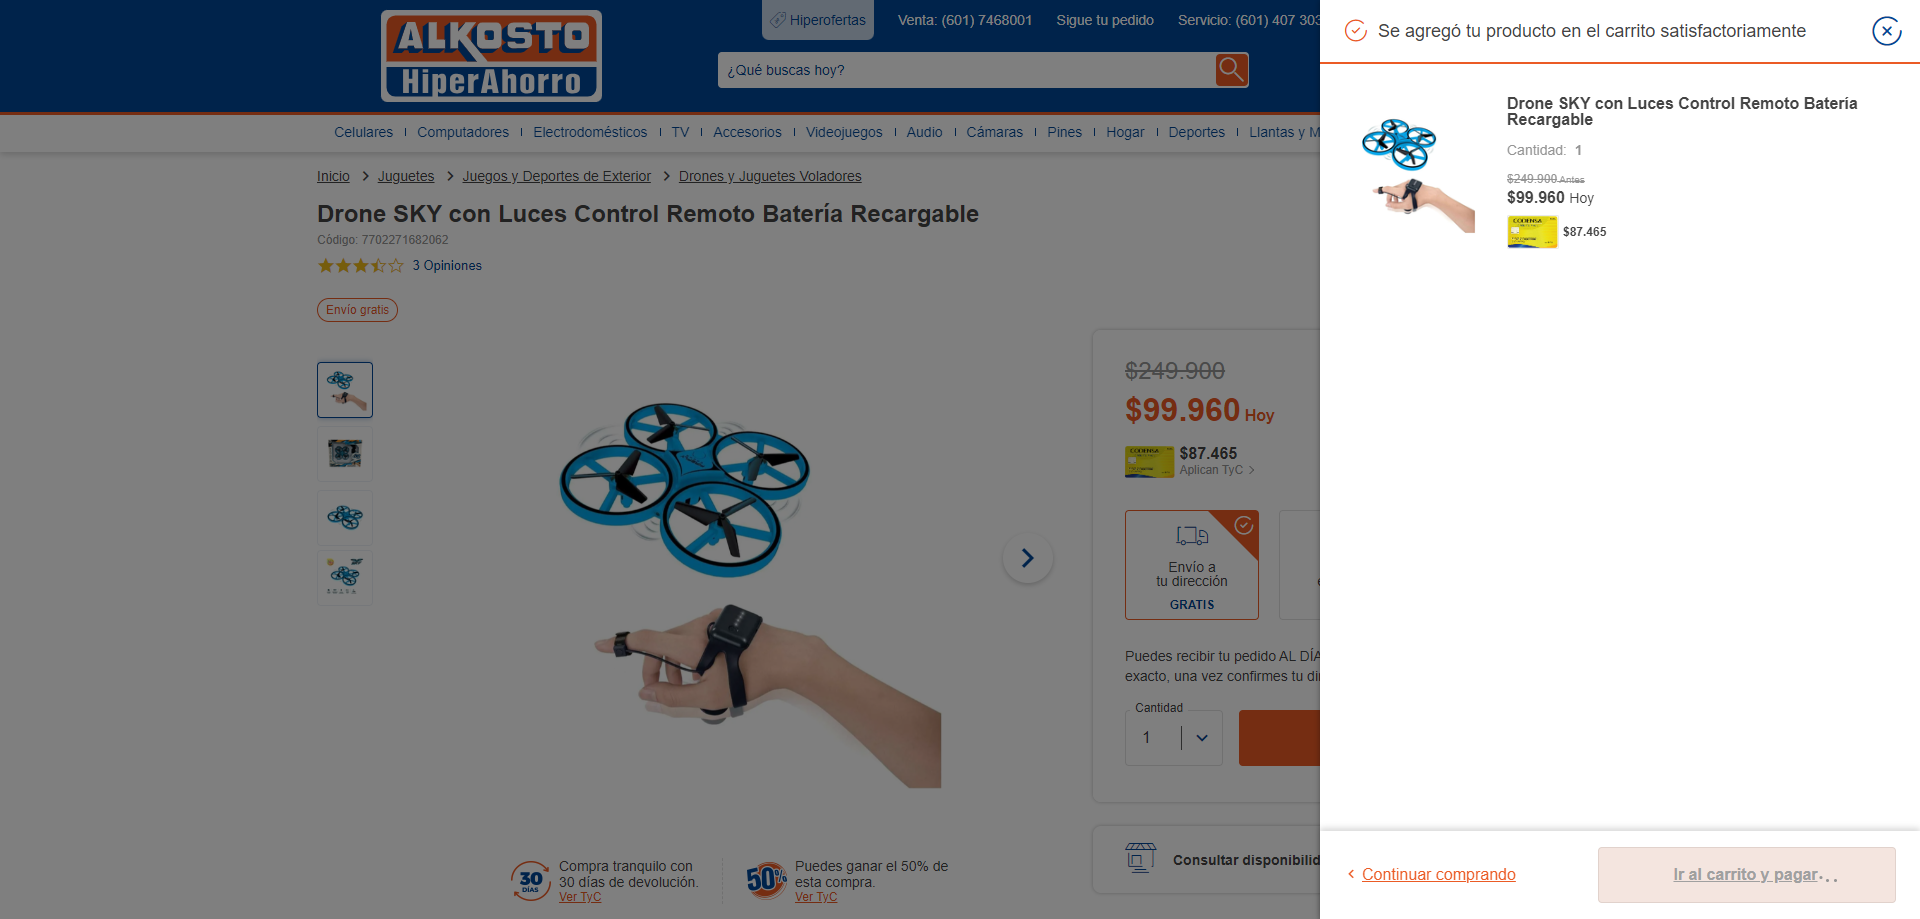 ALKOSTO
HiperAhorro
Hiperofertas
Venta: (601) 7468001
Sigue tu pedido
Servicio: (601) 407 303
¿Qué buscas hoy?
Celulares
Computadores
Electrodomésticos
TV
Accesorios
Videojuegos
Audio
Cámaras
Pines
Hogar
Deportes
Llantas y M
Inicio > Juguetes > Juegos y Deportes de Exterior > Drones y Juguetes Voladores
Drone SKY con Luces Control Remoto Batería Recargable
Código: 7702271682062
3 Opiniones
Envío gratis
$249.900
$99.960 Hoy
CODENSA
$87.465
Aplican TyC >
Envío a
tu dirección
GRATIS
Puedes recibir tu pedido AL DÍA
exacto, una vez confirmes tu di
Cantidad
1
Consultar disponibilid
30
DÍAS
Compra tranquilo con
30 días de devolución.
Ver TyC
50%
Puedes ganar el 50% de
esta compra.
Ver TyC
Se agregó tu producto en el carrito satisfactoriamente
Drone SKY con Luces Control Remoto Batería
Recargable
Cantidad: 1
$249.900 Antes
$99.960 Hoy
CODENSA
$87.465
Continuar comprando
Ir al carrito y pagar...